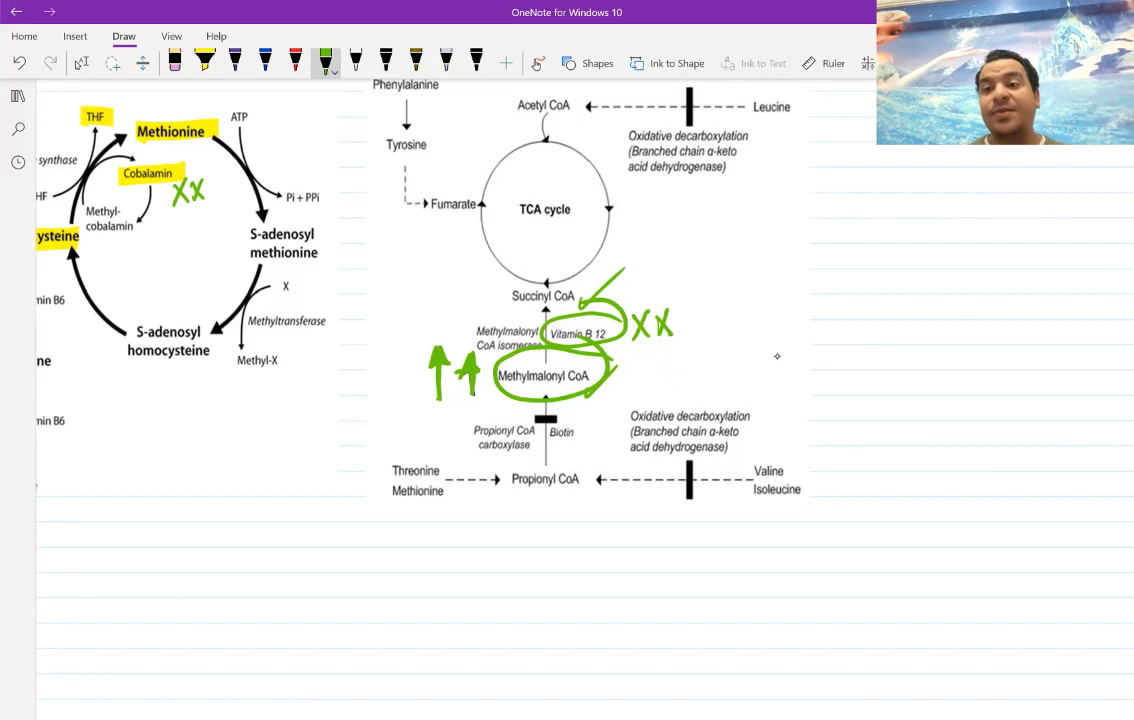 OneNote for Windows 10
Home
Insert
Draw
View
Help
Shapes
Ink to Shape
Ink to Text
Ruler
THF
Methionine
ATP
synthase
Cobalamin
XX
HF
Methyl-
cobalamin
Pi + PPi
ysteine
S-adenosyl
methionine
min B6
X
S-adenosyl
homocysteine
Methyltransferase
Methyl-X
ne
min B6
Phenylalanine
Tyrosine
Fumarate
Acetyl CoA
Leucine
Oxidative decarboxylation
(Branched chain α-keto
acid dehydrogenase)
TCA cycle
Succinyl CoA
Methylmalonyl
CoA isomerase
Vitamin B 12
XX
Methylmalonyl CoA
Propionyl CoA
carboxylase
Biotin
Oxidative decarboxylation
(Branched chain α-keto
acid dehydrogenase)
Threonine
Methionine
Propionyl CoA
Valine
Isoleucine